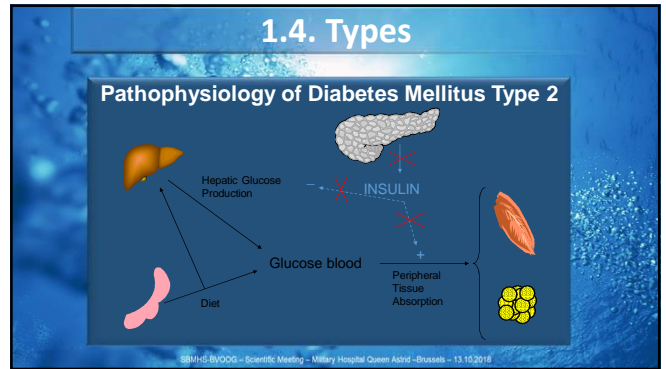 1.4. Types
Pathophysiology of Diabetes Mellitus Type 2
Hepatic Glucose
Production
–
INSULIN
+
Glucose blood
Peripheral
Tissue
Absorption
Diet
SBMHS-BVOOG – Scientific Meeting – Military Hospital Queen Astrid –Brussels – 13.10.2018